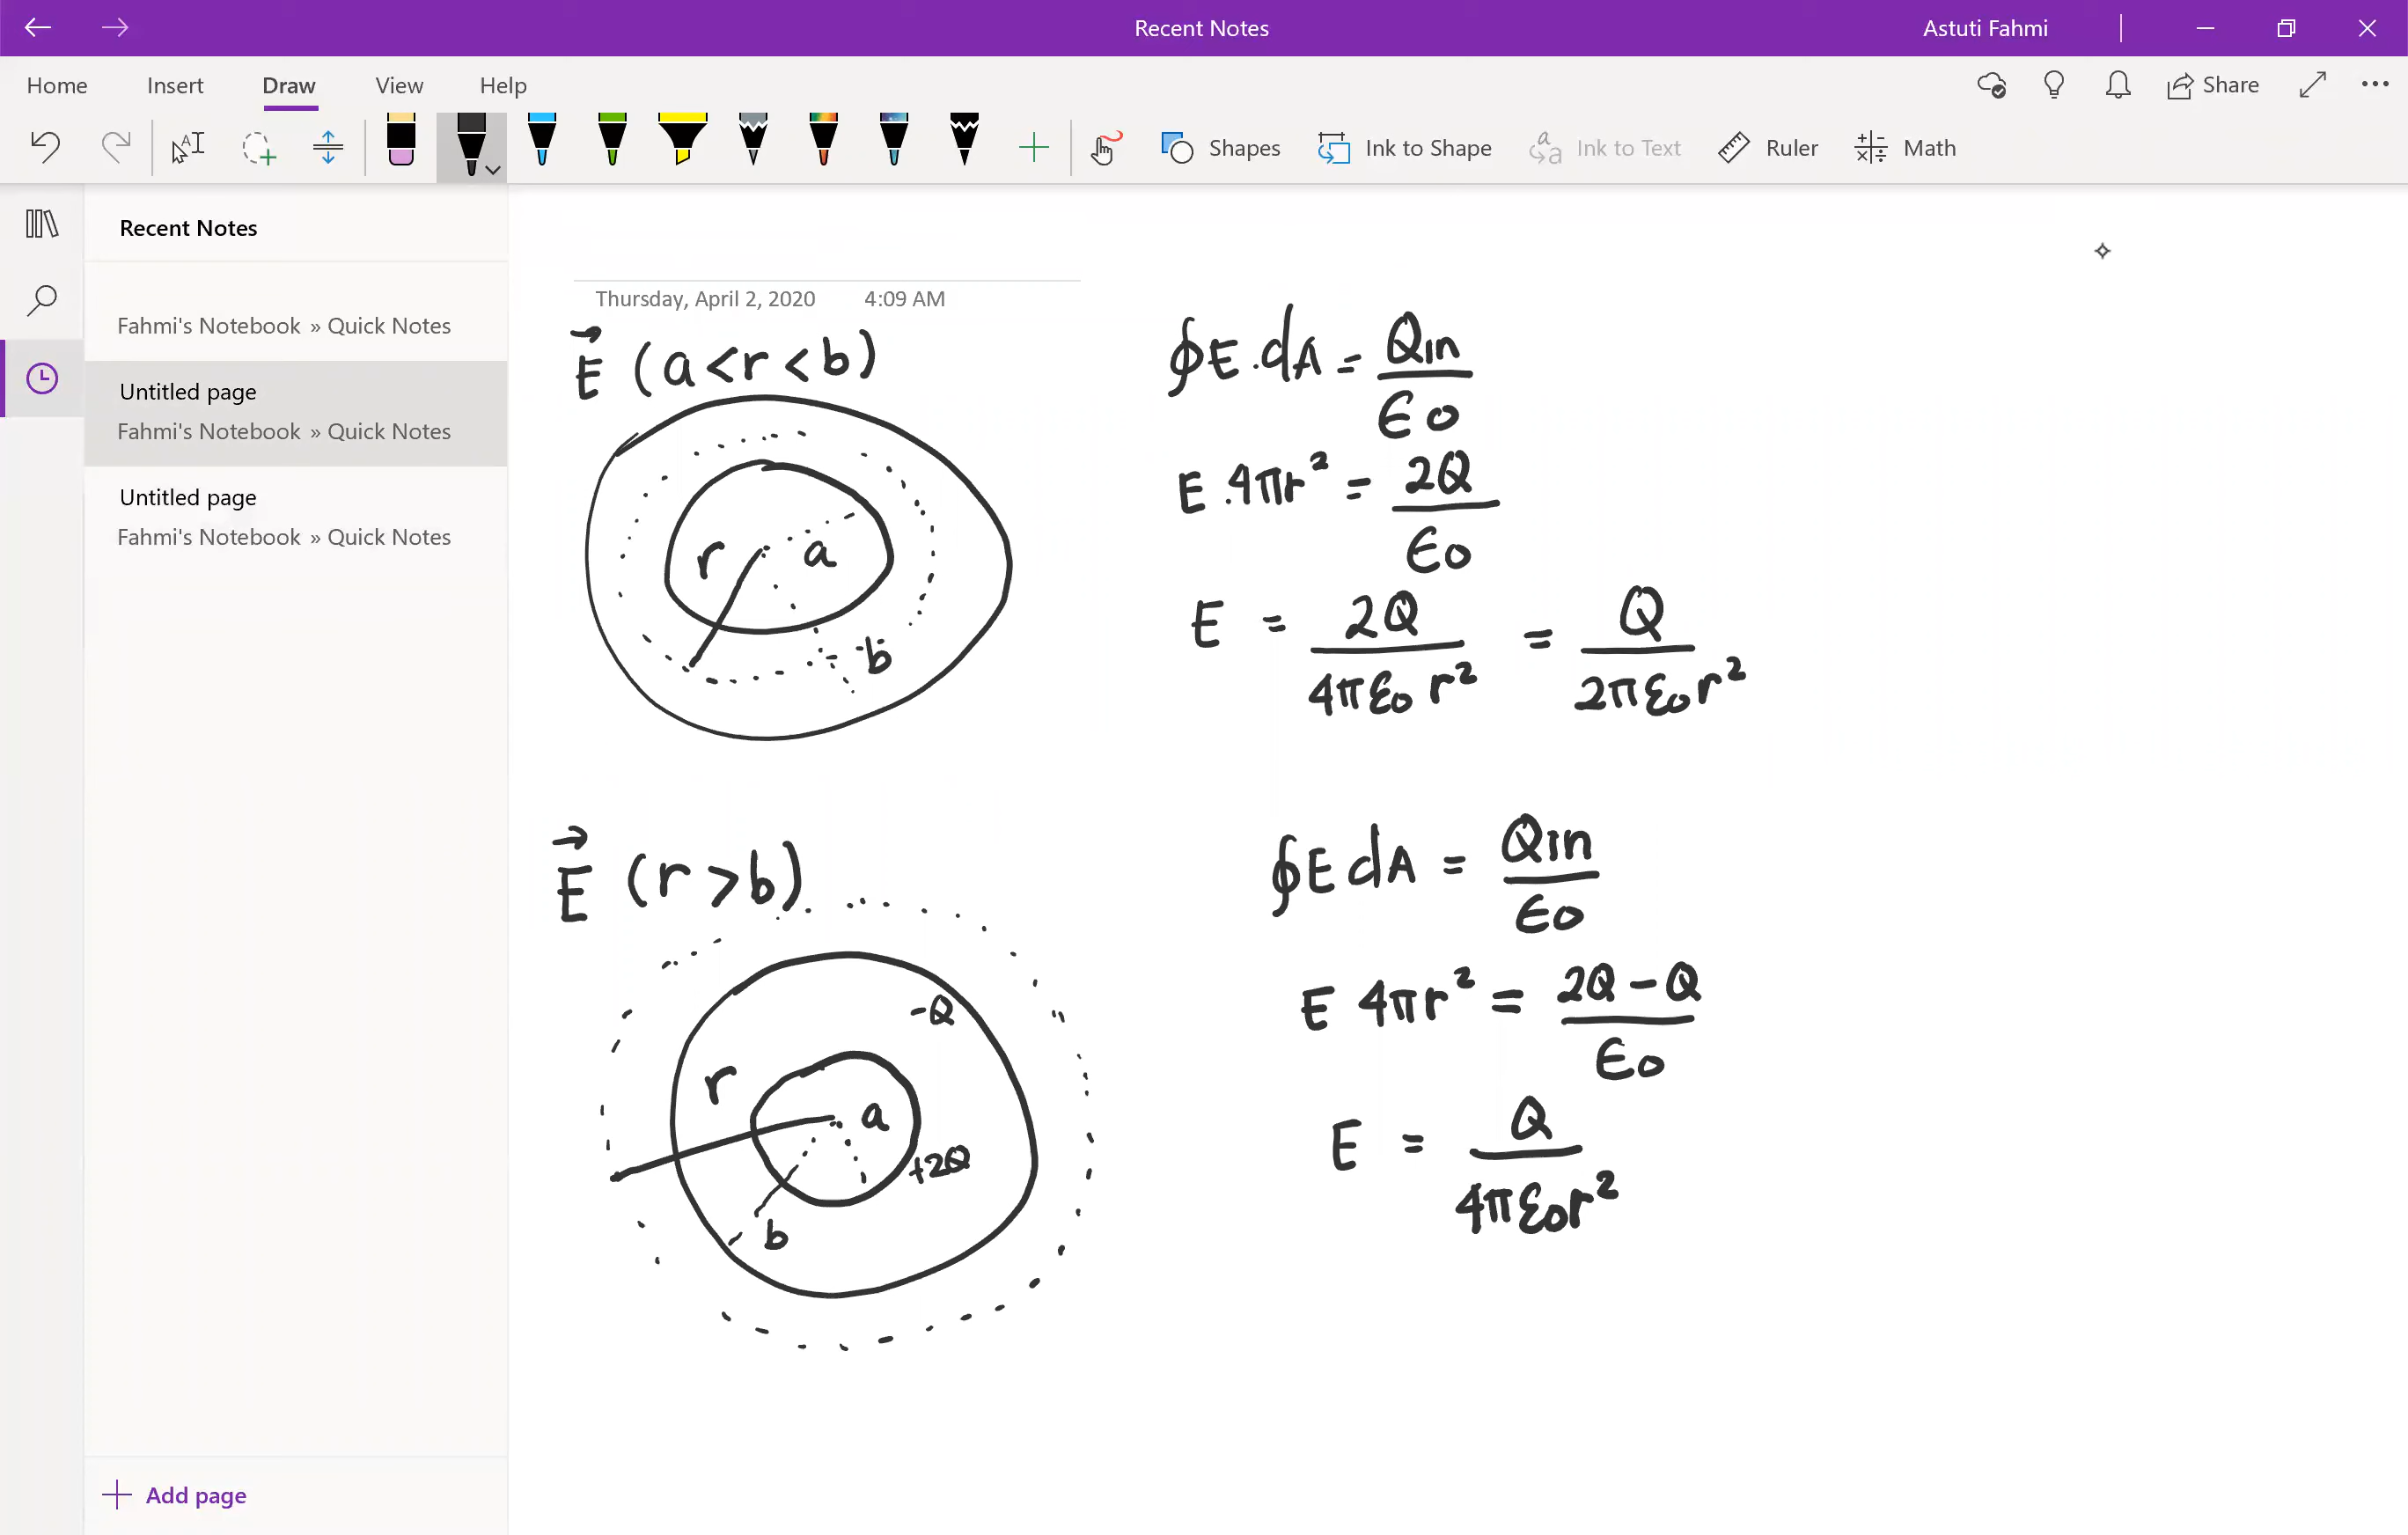 Recent Notes
Astuti Fahmi
Home Insert Draw View Help
Share
Shapes Ink to Shape Ink to Text Ruler Math
Recent Notes
Fahmi's Notebook » Quick Notes
Untitled page
Fahmi's Notebook » Quick Notes
Untitled page
Fahmi's Notebook » Quick Notes
Add page
Thursday, April 2, 2020 4:09 AM
E⃗ (a<r<b)
r a
b
∮E.dA = Qin/ϵo
E.4πr² = 2Q/ϵo
E = 2Q/4πεo r² = Q/2πεo r²
E⃗ (r>b)
-Q
r
a
+2Q
b
∮E dA = Qin/ϵo
E 4πr² = 2Q-Q/ϵo
E = Q/4πεo r²